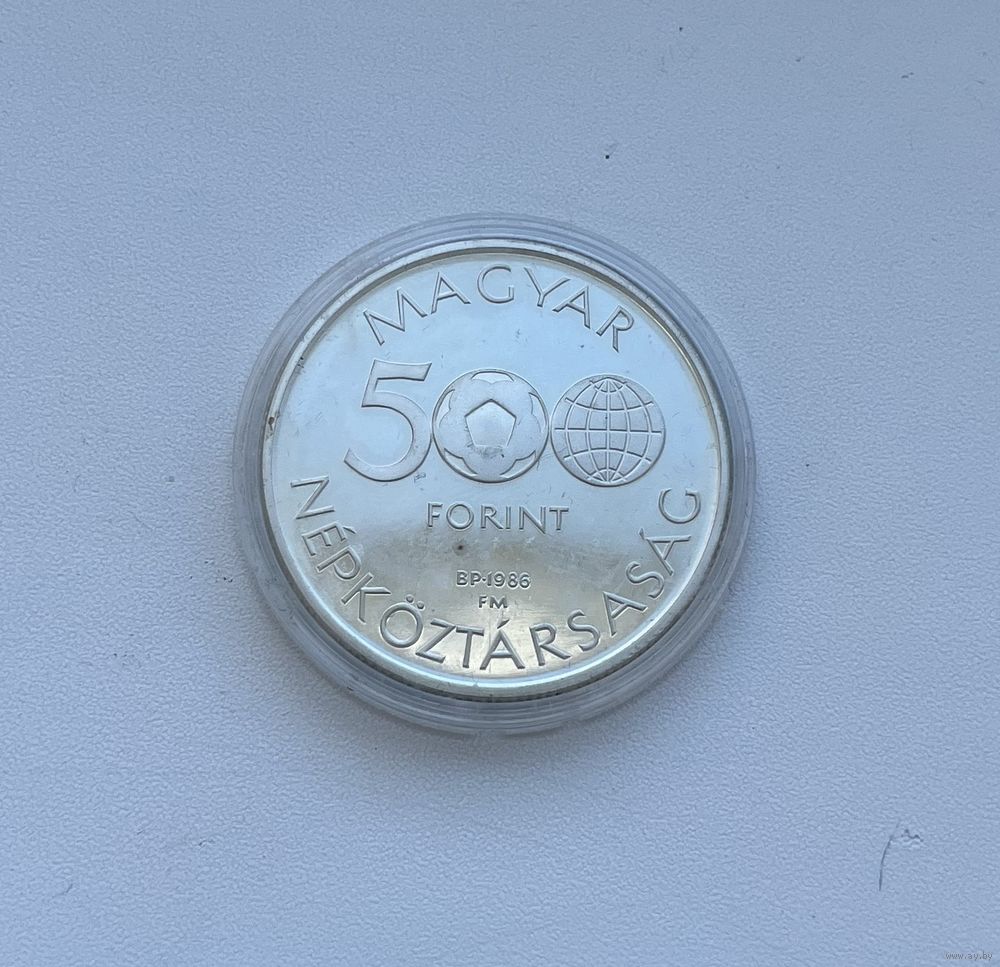 MAGYAR
500
FORINT
BP·1986
FM
NÉPKÖZTÁRSASÁG
www.ay.by